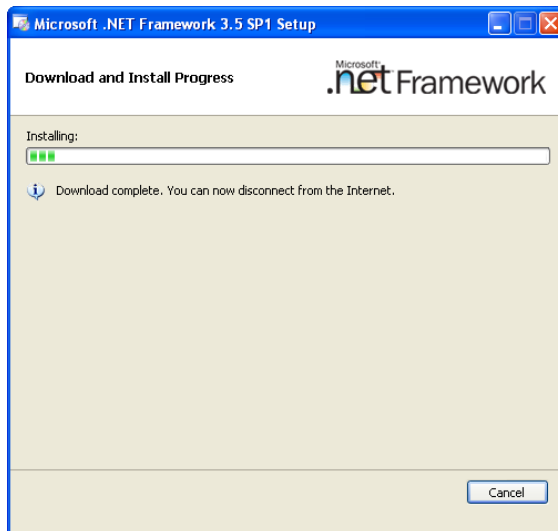 Microsoft .NET Framework 3.5 SP1 Setup
Download and Install Progress
Microsoft
.net Framework
Installing:
Download complete. You can now disconnect from the Internet.
Cancel